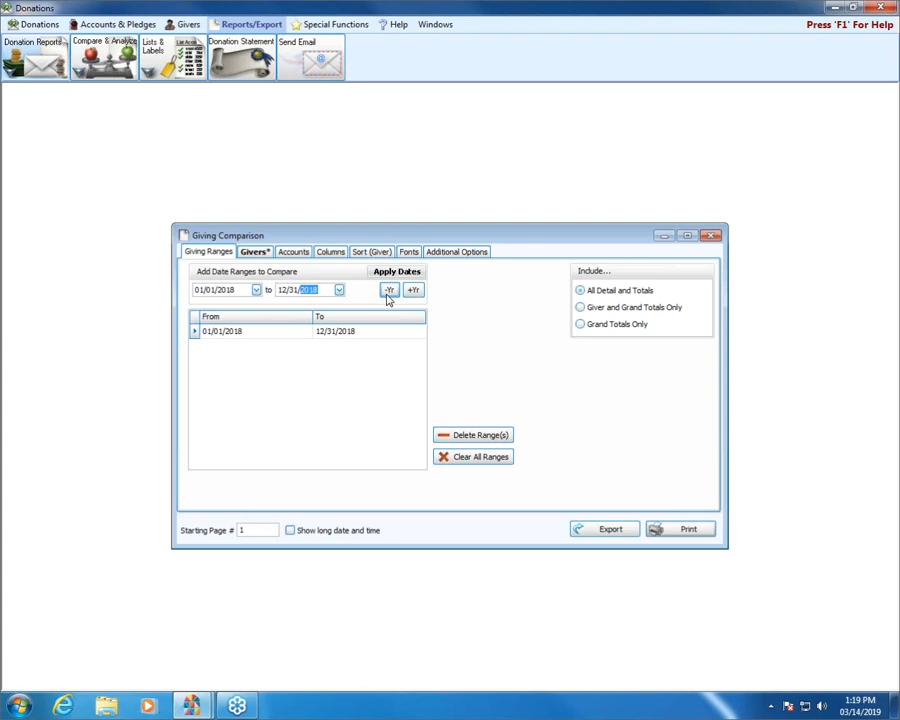 Donations
Donations Accounts & Pledges Givers Reports/Export Special Functions Help Windows Press 'F1' For Help
Donation Reports Compare & Analyze Lists & Labels Donation Statement Send Email
Giving Comparison
Giving Ranges Givers* Accounts Columns Sort (Giver) Fonts Additional Options
Add Date Ranges to Compare Apply Dates Include...
01/01/2018 to 12/31/2018 -Yr +Yr All Detail and Totals
Giver and Grand Totals Only
From To
Grand Totals Only
01/01/2018 12/31/2018
Delete Range(s)
Clear All Ranges
Starting Page # 1 Show long date and time Export Print
1:19 PM
03/14/2019